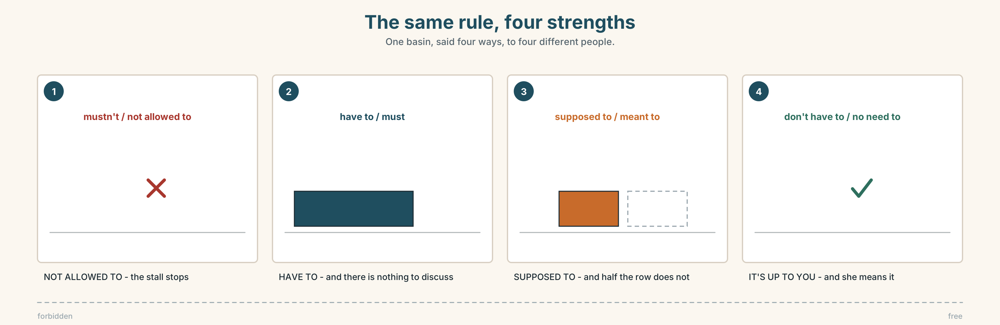 The same rule, four strengths
One basin, said four ways, to four different people.
1
mustn't / not allowed to
NOT ALLOWED TO - the stall stops
2
have to / must
HAVE TO - and there is nothing to discuss
3
supposed to / meant to
SUPPOSED TO - and half the row does not
4
don't have to / no need to
IT'S UP TO YOU - and she means it
forbidden
free